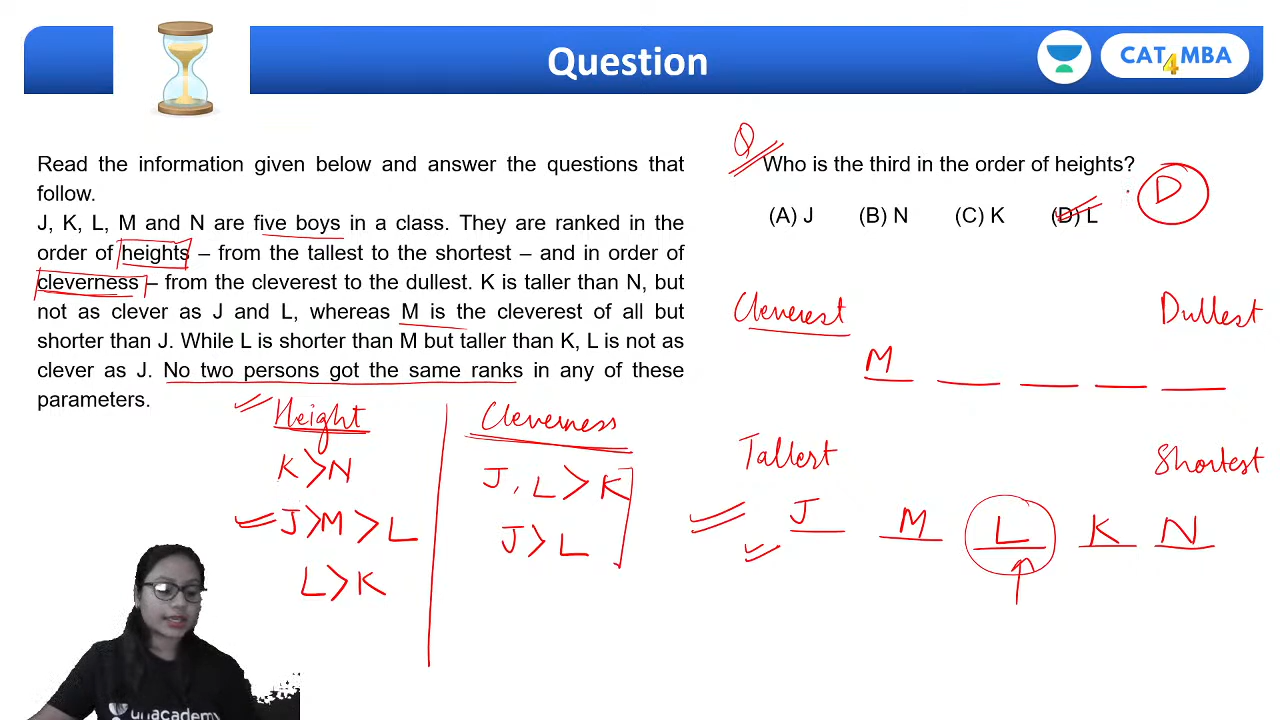 Question
CAT4MBA
Read the information given below and answer the questions that
follow.
J, K, L, M and N are five boys in a class. They are ranked in the
order of heights – from the tallest to the shortest – and in order of
cleverness – from the cleverest to the dullest. K is taller than N, but
not as clever as J and L, whereas M is the cleverest of all but
shorter than J. While L is shorter than M but taller than K, L is not as
clever as J. No two persons got the same ranks in any of these
parameters.
Height
K > N
J > M > L
L > K
Cleverness
J, L > K
J > L
Q
Who is the third in the order of heights?
(A) J (B) N (C) K (D) L
D
Cleverest Dullest
M
Tallest Shortest
J M L K N
unacademy